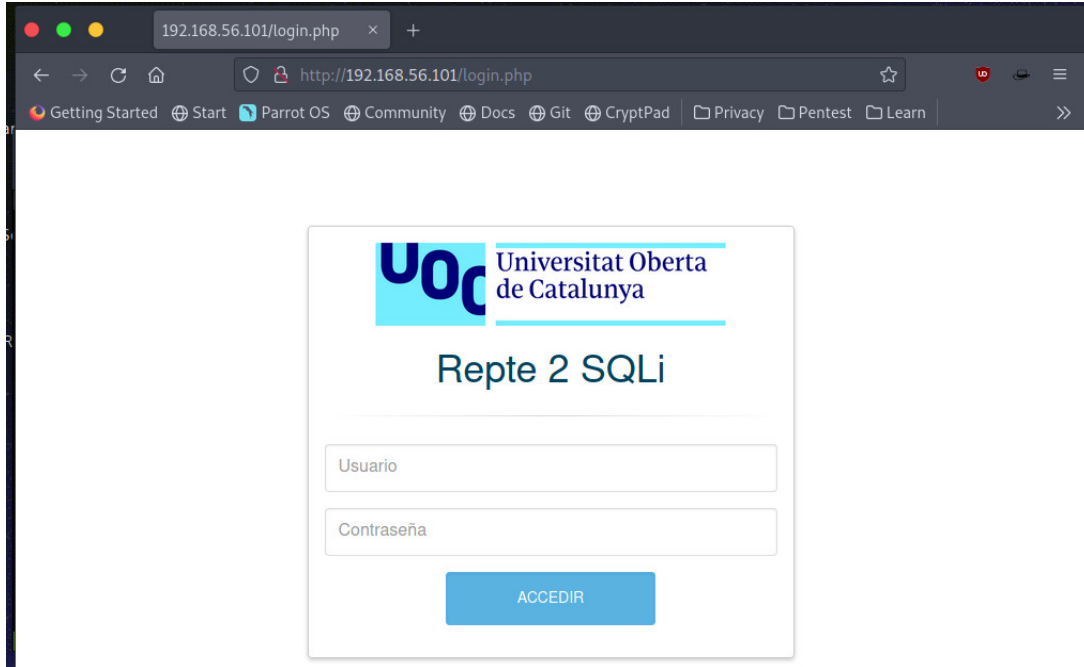 192.168.56.101/login.php × +
http://192.168.56.101/login.php
Getting Started Start Parrot OS Community Docs Git CryptPad Privacy Pentest Learn »
UOC Universitat Oberta
de Catalunya
Repte 2 SQLi
Usuario
Contraseña
ACCEDIR